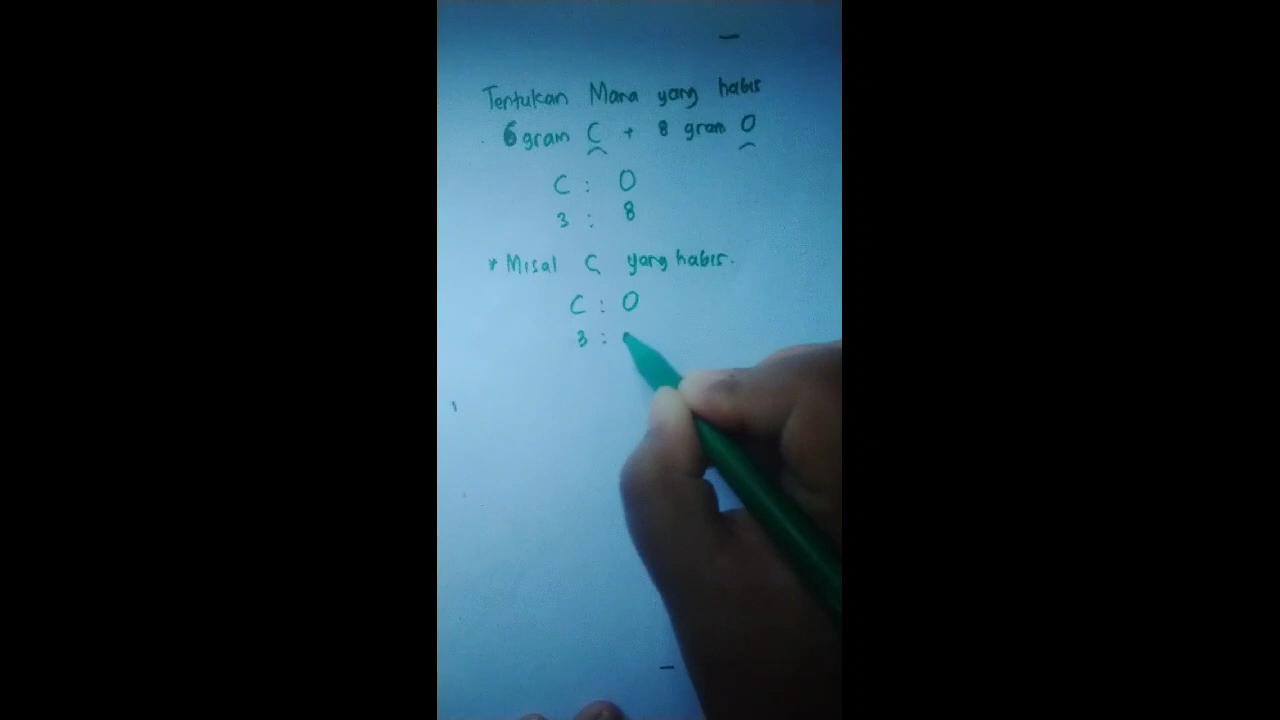 Tentukan Mana yang habis
6 gram C + 8 gram O
C : O
3 : 8
* Misal C yang habis.
C : O
3 :